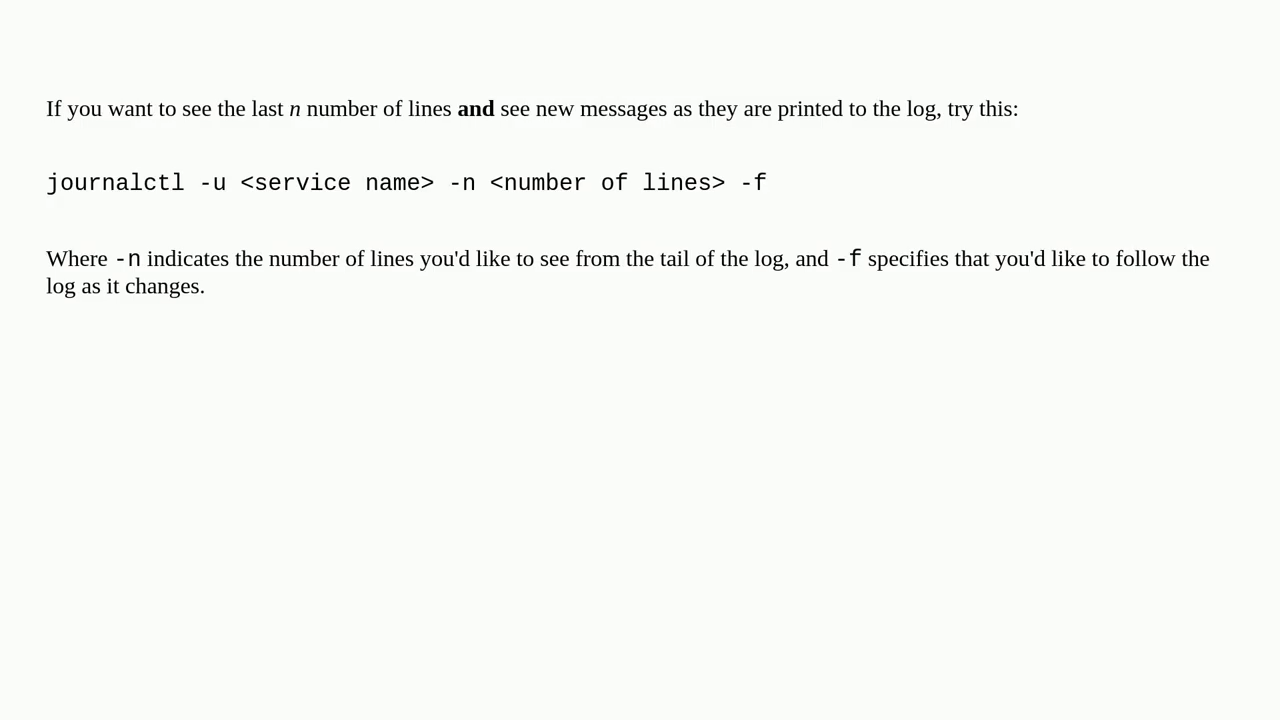 If you want to see the last n number of lines and see new messages as they are printed to the log, try this:
journalctl -u <service name> -n <number of lines> -f
Where -n indicates the number of lines you'd like to see from the tail of the log, and -f specifies that you'd like to follow the
log as it changes.